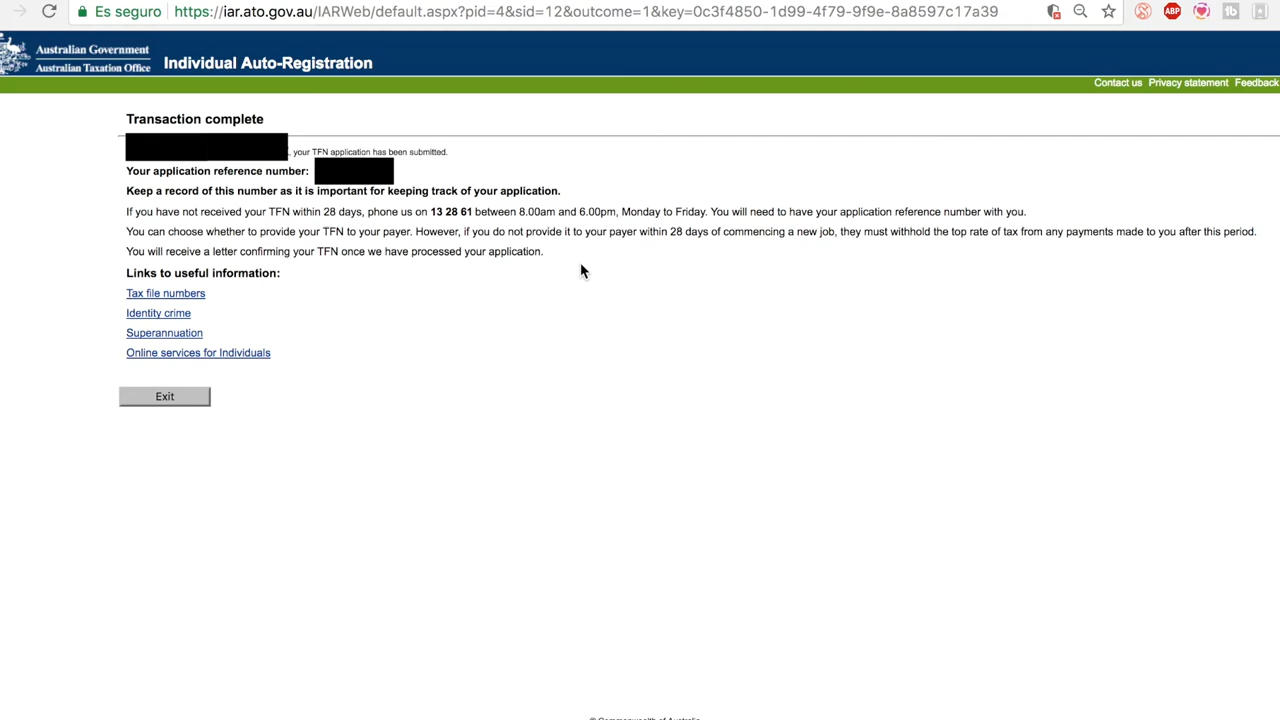 Es seguro https://iar.ato.gov.au/IARWeb/default.aspx?pid=4&sid=12&outcome=1&key=0c3f4850-1d99-4f79-9f9e-8a8597c17a39
ABP
Australian Government
Australian Taxation Office
Individual Auto-Registration
Contact us Privacy statement Feedback
Transaction complete
, your TFN application has been submitted.
Your application reference number:
Keep a record of this number as it is important for keeping track of your application.
If you have not received your TFN within 28 days, phone us on 13 28 61 between 8.00am and 6.00pm, Monday to Friday. You will need to have your application reference number with you.
You can choose whether to provide your TFN to your payer. However, if you do not provide it to your payer within 28 days of commencing a new job, they must withhold the top rate of tax from any payments made to you after this period.
You will receive a letter confirming your TFN once we have processed your application.
Links to useful information:
Tax file numbers
Identity crime
Superannuation
Online services for Individuals
Exit
© Commonwealth of Australia